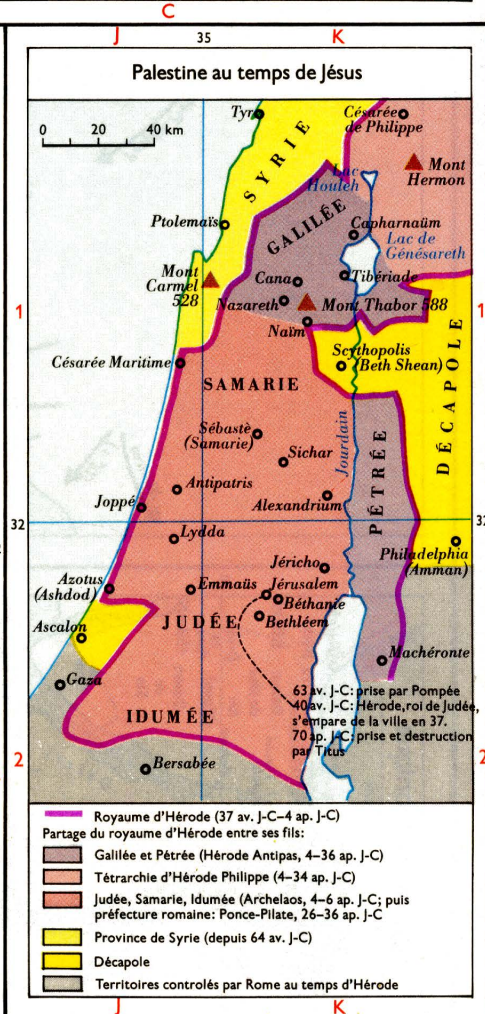 C
J
35
K
Palestine au temps de Jésus
0 20 40 km
Tyr
Césarée
de Philippe
SYRIE
Mont
Hermon
Lac
Houleh
GALILÉE
Ptolemaïs
Capharnaüm
Lac de
Génésareth
Mont
Carmel
528
Cana
Tibériade
Nazareth
Mont Thabor 588
1
1
Naïm
Scythopolis
(Beth Shean)
DÉCAPOLE
Césarée Maritime
SAMARIE
Sébastè
(Samarie)
Sichar
Jourdain
PÉTRÉE
Antipatris
Alexandrium
Joppé
32
32
Lydda
Philadelphia
(Amman)
Jéricho
Azotus
(Ashdod)
Emmaüs
Jérusalem
Béthanie
Ascalon
JUDÉE
Bethléem
Machéronte
Gaza
63 av. J-C: prise par Pompée
40 av. J-C: Hérode, roi de Judée,
s'empare de la ville en 37.
70 ap. J-C: prise et destruction
par Titus
IDUMÉE
2
2
Bersabée
Royaume d'Hérode (37 av. J-C–4 ap. J-C)
Partage du royaume d'Hérode entre ses fils:
Galilée et Pétrée (Hérode Antipas, 4–36 ap. J-C)
Tétrarchie d'Hérode Philippe (4–34 ap. J-C)
Judée, Samarie, Idumée (Archelaos, 4–6 ap. J-C; puis
préfecture romaine: Ponce-Pilate, 26–36 ap. J-C
Province de Syrie (depuis 64 av. J-C)
Décapole
Territoires controlés par Rome au temps d'Hérode
J
K